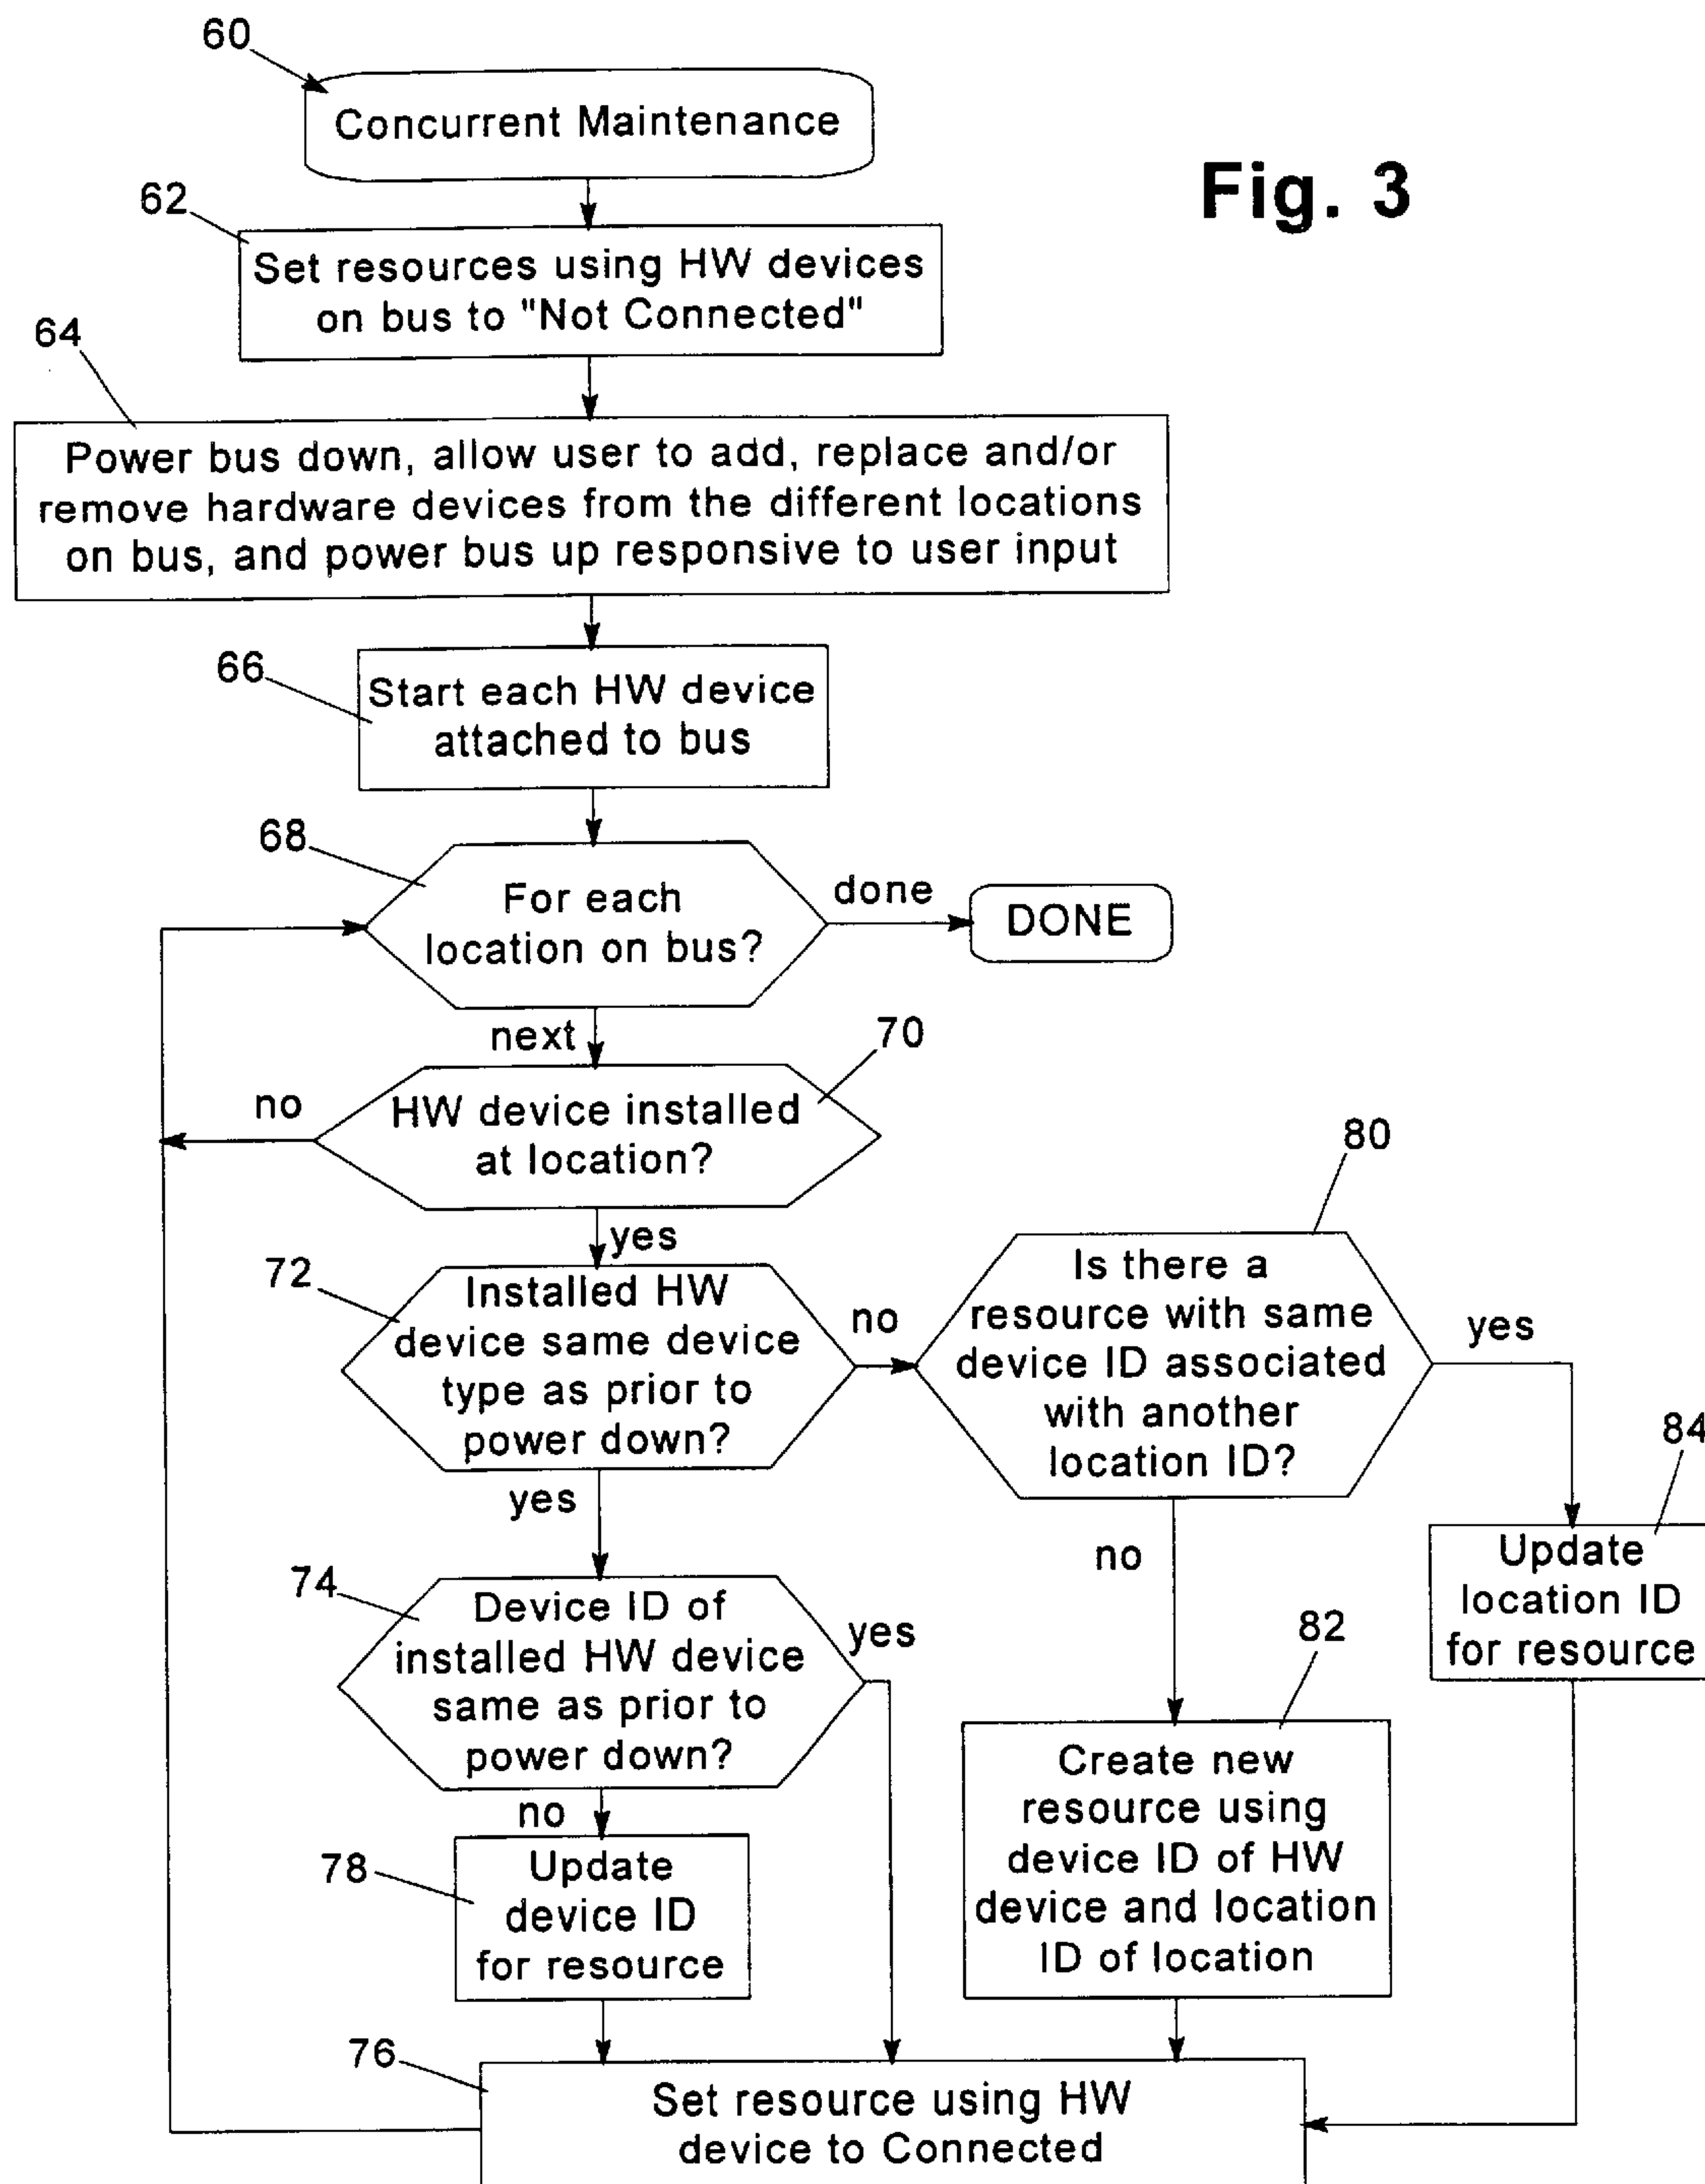 60
Concurrent Maintenance
Fig. 3
62
Set resources using HW devices
on bus to "Not Connected"
64
Power bus down, allow user to add, replace and/or
remove hardware devices from the different locations
on bus, and power bus up responsive to user input
66
Start each HW device
attached to bus
68
For each
location on bus?
done
DONE
next
70
HW device installed
at location?
no
yes
72
Installed HW
device same device
type as prior to
power down?
no
80
Is there a
resource with same
device ID associated
with another
location ID?
yes
84
Update
location ID
for resource
yes
74
Device ID of
installed HW device
same as prior to
power down?
yes
no
82
Create new
resource using
device ID of HW
device and location
ID of location
no
78
Update
device ID
for resource
76
Set resource using HW
device to Connected